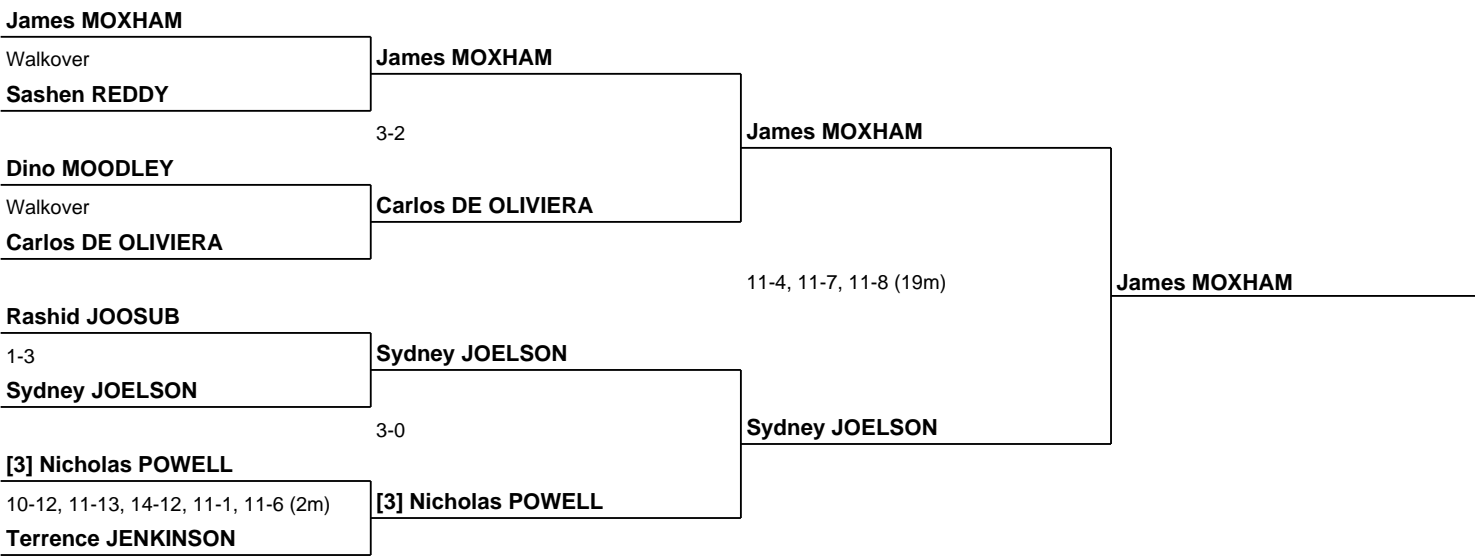 James MOXHAM
Walkover
Sashen REDDY
Dino MOODLEY
Walkover
Carlos DE OLIVIERA
Rashid JOOSUB
1-3
Sydney JOELSON
[3] Nicholas POWELL
10-12, 11-13, 14-12, 11-1, 11-6 (2m)
Terrence JENKINSON
James MOXHAM
3-2
Carlos DE OLIVIERA
Sydney JOELSON
3-0
[3] Nicholas POWELL
James MOXHAM
11-4, 11-7, 11-8 (19m)
Sydney JOELSON
James MOXHAM